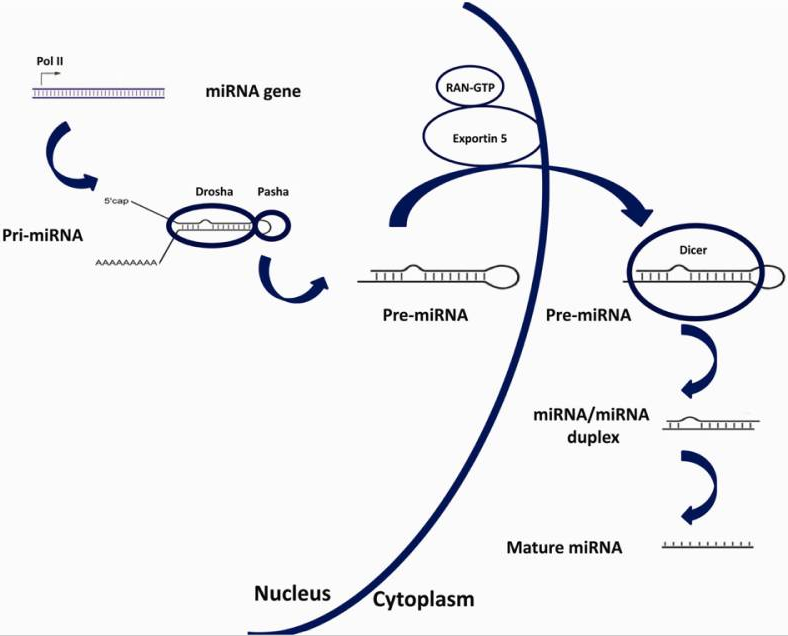 Pol II
miRNA gene
RAN-GTP
Exportin 5
5'cap
Drosha
Pasha
Pri-miRNA
AAAAAAAAA
Pre-miRNA
Dicer
Pre-miRNA
miRNA/miRNA
duplex
Mature miRNA
Nucleus
Cytoplasm